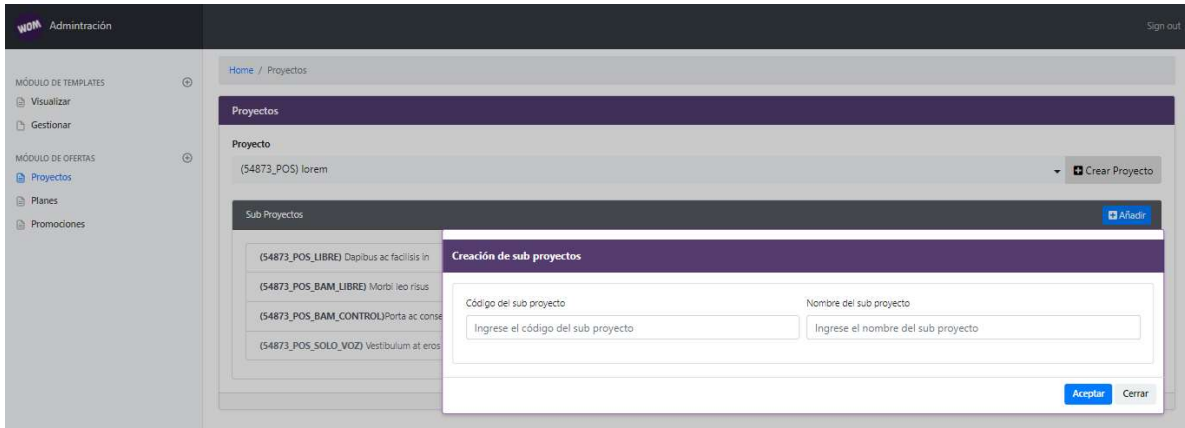 WOM Admintración
Sign out
MÓDULO DE TEMPLATES
Visualizar
Gestionar
MÓDULO DE OFERTAS
Proyectos
Planes
Promociones
Home / Proyectos
Proyectos
Proyecto
(54873_POS) lorem
Crear Proyecto
Sub Proyectos
Añadir
(54873_POS_LIBRE) Dapibus ac facilisis in
(54873_POS_BAM_LIBRE) Morbi leo risus
(54873_POS_BAM_CONTROL)Porta ac conse
(54873_POS_SOLO_VOZ) Vestibulum at eros
Creación de sub proyectos
Código del sub proyecto
Nombre del sub proyecto
Ingrese el código del sub proyecto
Ingrese el nombre del sub proyecto
Aceptar
Cerrar